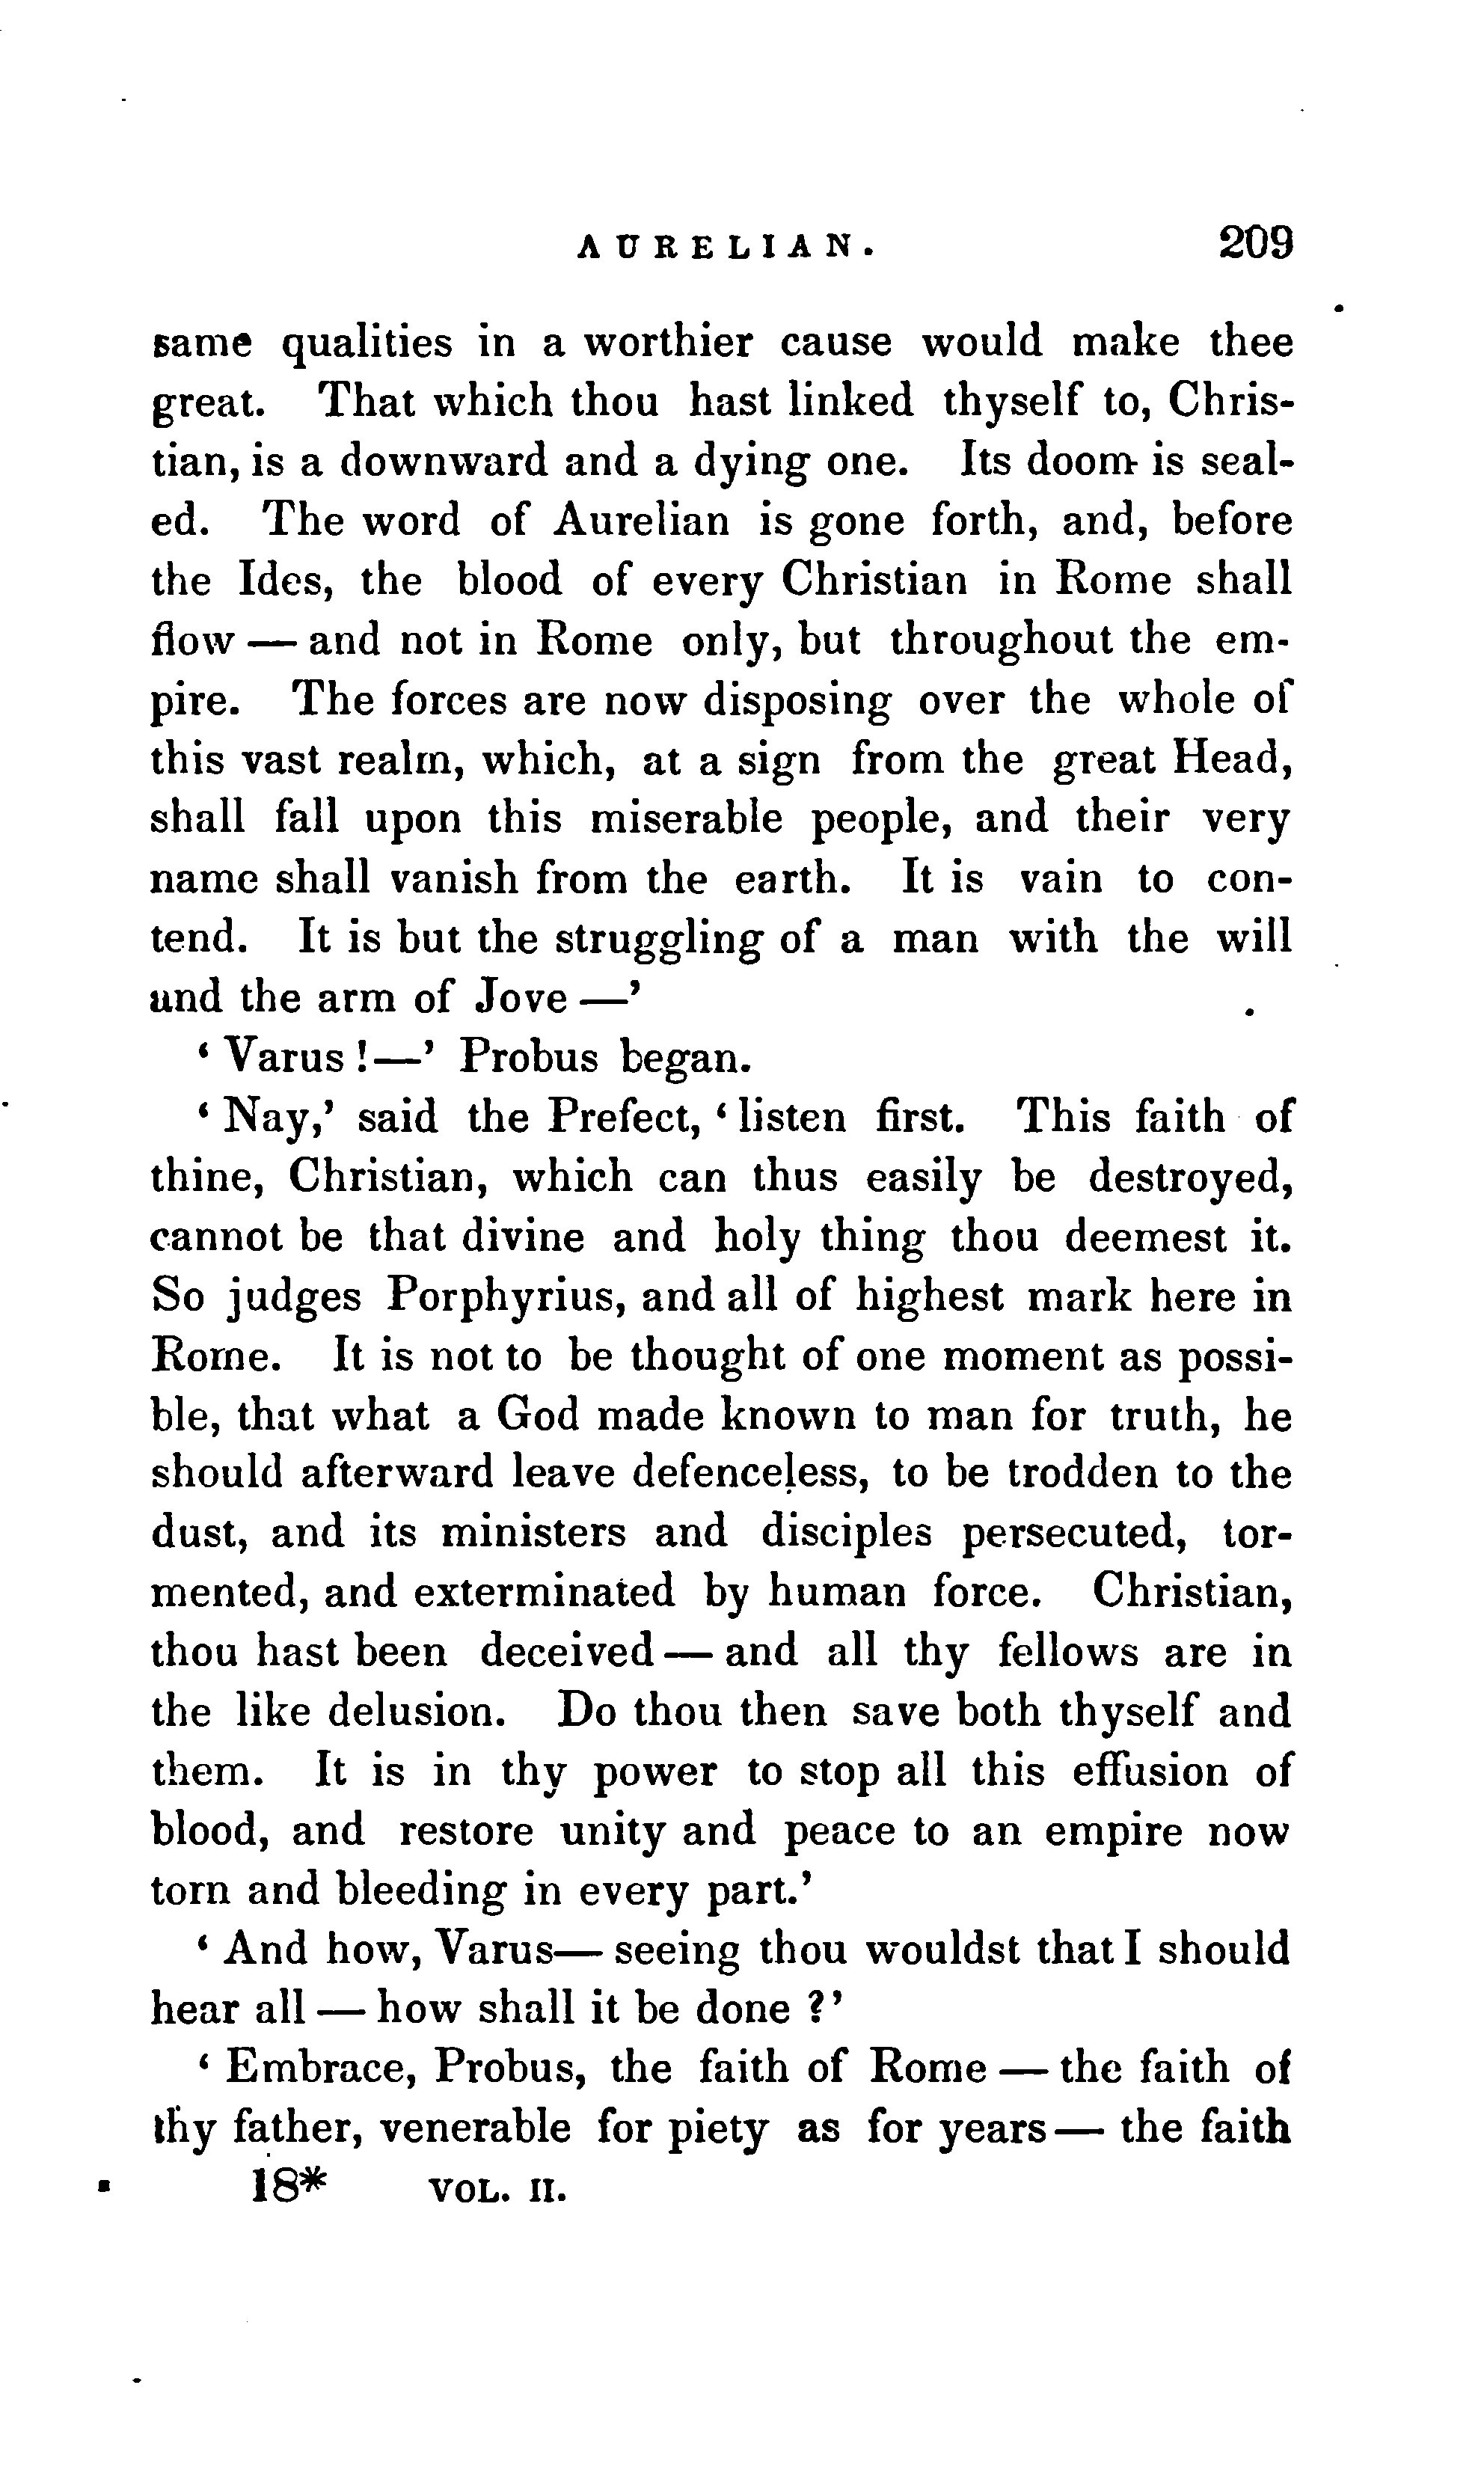 AURELIAN. 209
same qualities in a worthier cause would make thee
great. That which thou hast linked thyself to, Chris-
tian, is a downward and a dying one. Its doom is seal-
ed. The word of Aurelian is gone forth, and, before
the Ides, the blood of every Christian in Rome shall
flow — and not in Rome only, but throughout the em-
pire. The forces are now disposing over the whole of
this vast realm, which, at a sign from the great Head,
shall fall upon this miserable people, and their very
name shall vanish from the earth. It is vain to con-
tend. It is but the struggling of a man with the will
and the arm of Jove —’
‘ Varus !—’ Probus began.
‘ Nay,’ said the Prefect, ‘ listen first. This faith of
thine, Christian, which can thus easily be destroyed,
cannot be that divine and holy thing thou deemest it.
So judges Porphyrius, and all of highest mark here in
Rome. It is not to be thought of one moment as possi-
ble, that what a God made known to man for truth, he
should afterward leave defenceless, to be trodden to the
dust, and its ministers and disciples persecuted, tor-
mented, and exterminated by human force. Christian,
thou hast been deceived — and all thy fellows are in
the like delusion. Do thou then save both thyself and
them. It is in thy power to stop all this effusion of
blood, and restore unity and peace to an empire now
torn and bleeding in every part.’
‘ And how, Varus— seeing thou wouldst that I should
hear all — how shall it be done ?’
‘ Embrace, Probus, the faith of Rome — the faith of
thy father, venerable for piety as for years — the faith
18* VOL. II.